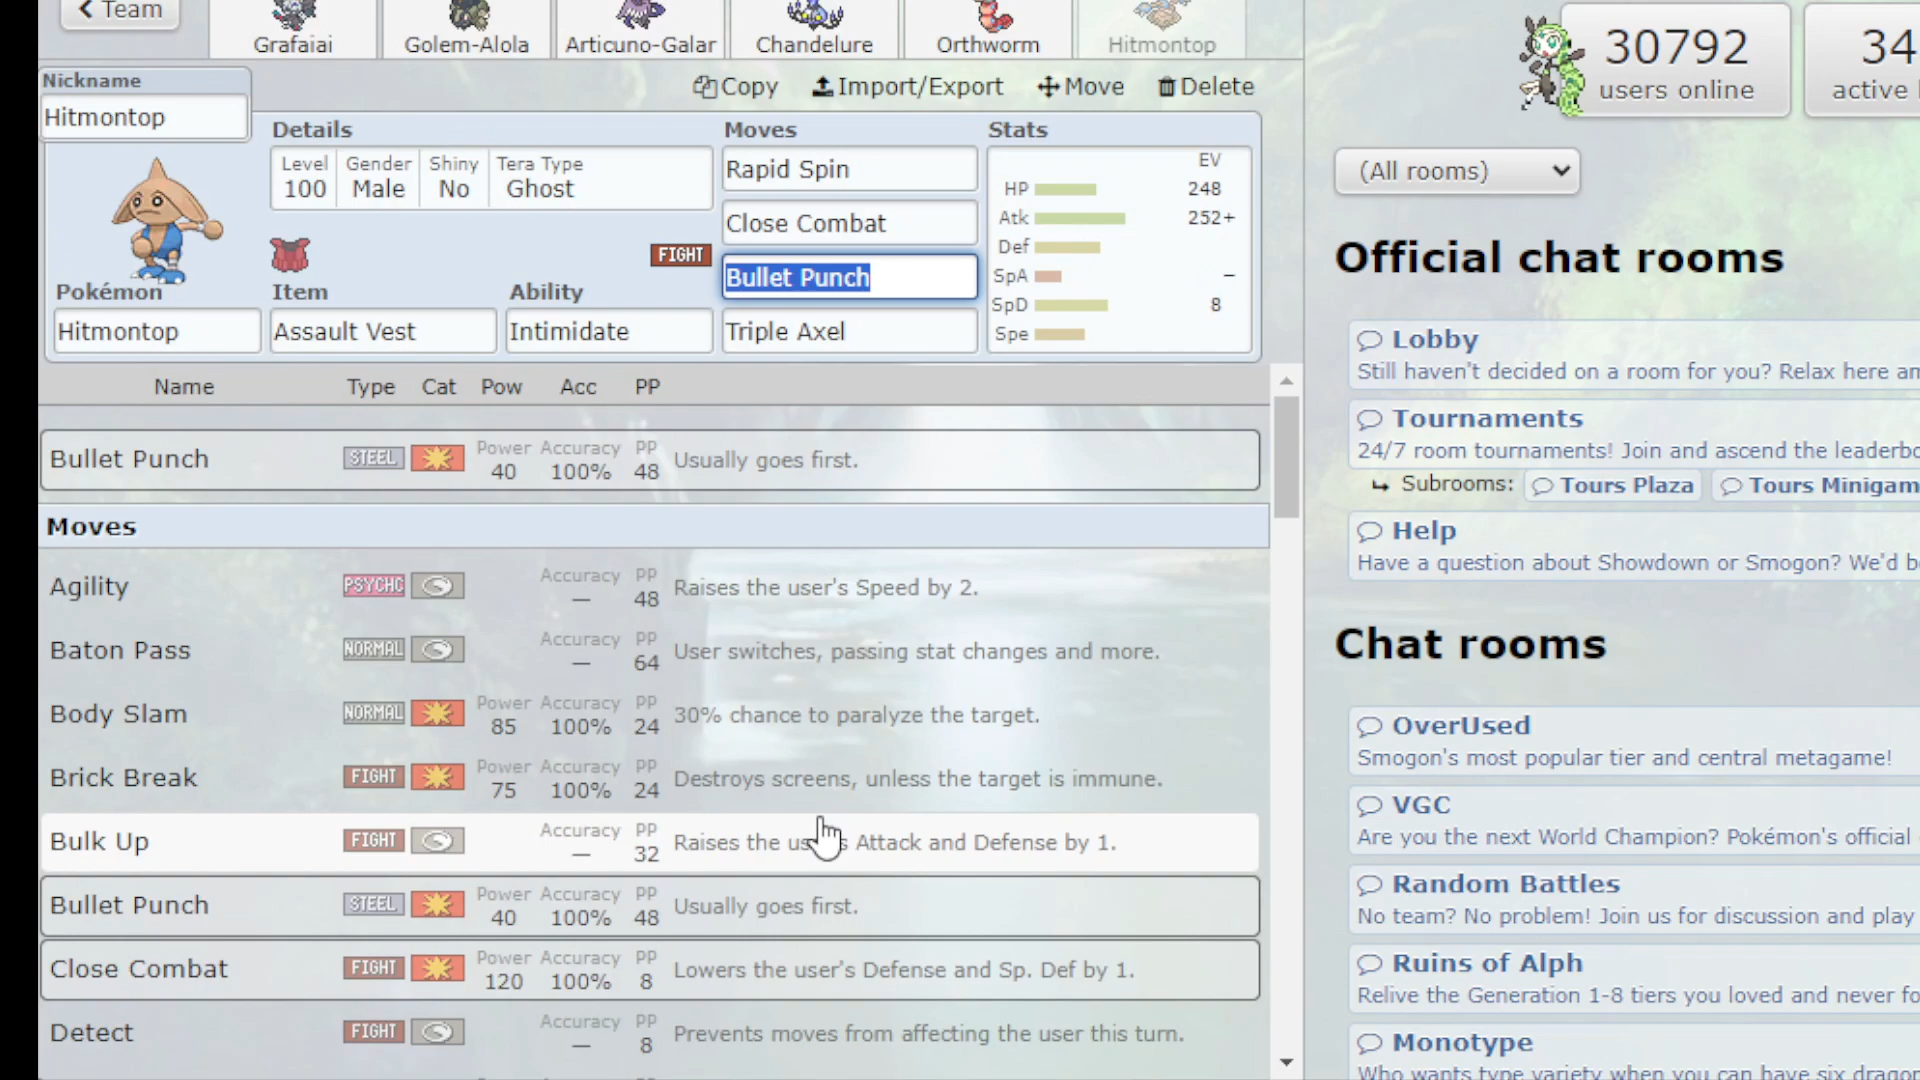 Team
Grafaiai
Golem-Alola
Articuno-Galar
Chandelure
Orthworm
Hitmontop
30792
users online
34
active
Nickname
Hitmontop
Copy Import/Export Move Delete
Details
Level
100
Gender
Male
Shiny
No
Tera Type
Ghost
FIGHT
Pokémon
Hitmontop
Item
Assault Vest
Ability
Intimidate
Moves
Rapid Spin
Close Combat
Bullet Punch
Triple Axel
Stats
EV
HP 248
Atk 252+
Def
SpA −
SpD 8
Spe
Name Type Cat Pow Acc PP
Bullet Punch STEEL Power 40 Accuracy 100% PP 48 Usually goes first.
Moves
Agility PSYCHC Accuracy — PP 48 Raises the user's Speed by 2.
Baton Pass NORMAL Accuracy — PP 64 User switches, passing stat changes and more.
Body Slam NORMAL Power 85 Accuracy 100% PP 24 30% chance to paralyze the target.
Brick Break FIGHT Power 75 Accuracy 100% PP 24 Destroys screens, unless the target is immune.
Bulk Up FIGHT Accuracy — PP 32 Raises the Attack and Defense by 1.
Bullet Punch STEEL Power 40 Accuracy 100% PP 48 Usually goes first.
Close Combat FIGHT Power 120 Accuracy 100% PP 8 Lowers the user's Defense and Sp. Def by 1.
Detect FIGHT Accuracy — PP 8 Prevents moves from affecting the user this turn.
(All rooms)
Official chat rooms
Lobby
Still haven't decided on a room for you? Relax here
Tournaments
24/7 room tournaments! Join and ascend the
Subrooms: Tours Plaza Tours
Help
Have a question about Showdown or Smogon? We'd
Chat rooms
OverUsed
Smogon's most popular tier and central metagame!
VGC
Are you the next World Champion? Pokémon's official
Random Battles
No team? No problem! Join us for discussion and play
Ruins of Alph
Relive the Generation 1-8 tiers you loved and never
Monotype
Who wants type variety when you can have six